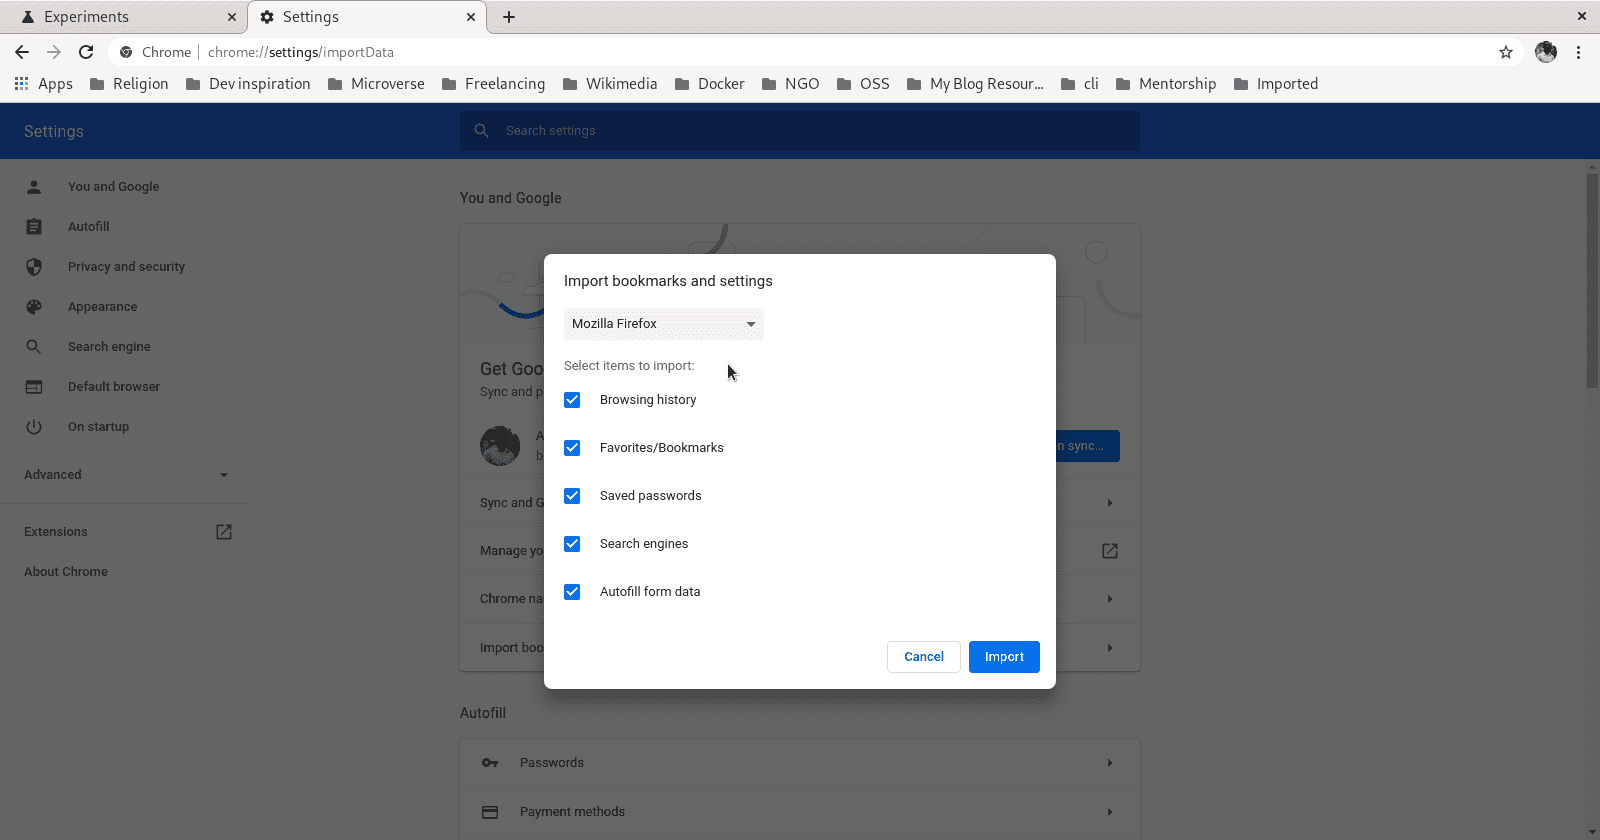 Experiments
Settings
Chrome
chrome://settings/importData
Apps Religion Dev inspiration Microverse Freelancing Wikimedia Docker NGO OSS My Blog Resour... cli Mentorship Imported
Settings
Search settings
You and Google
Autofill
Privacy and security
Appearance
Search engine
Default browser
On startup
Advanced
Extensions
About Chrome
You and Google
Get Goo
Sync and p
A
b
n sync...
Sync and G
Manage yo
Chrome na
Import boo
Import bookmarks and settings
Mozilla Firefox
Select items to import:
Browsing history
Favorites/Bookmarks
Saved passwords
Search engines
Autofill form data
Cancel
Import
Autofill
Passwords
Payment methods